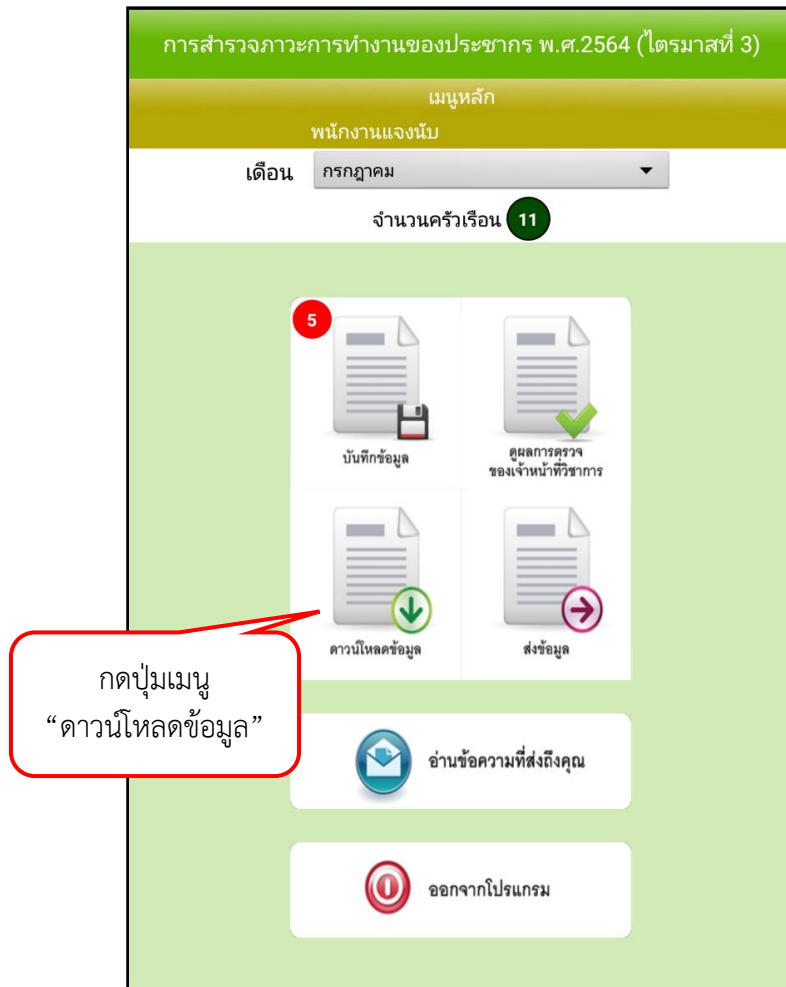 การสำรวจภาวะการทำงานของประชากร พ.ศ.2564 (ไตรมาสที่ 3)
เมนูหลัก
พนักงานแจงนับ
เดือน กรกฎาคม
จำนวนครัวเรือน 11
5
บันทึกข้อมูล
ดูผลการตรวจ
ของเจ้าหน้าที่วิชาการ
ดาวน์โหลดข้อมูล
ส่งข้อมูล
กดปุ่มเมนู
“ดาวน์โหลดข้อมูล”
อ่านข้อความที่ส่งถึงคุณ
ออกจากโปรแกรม